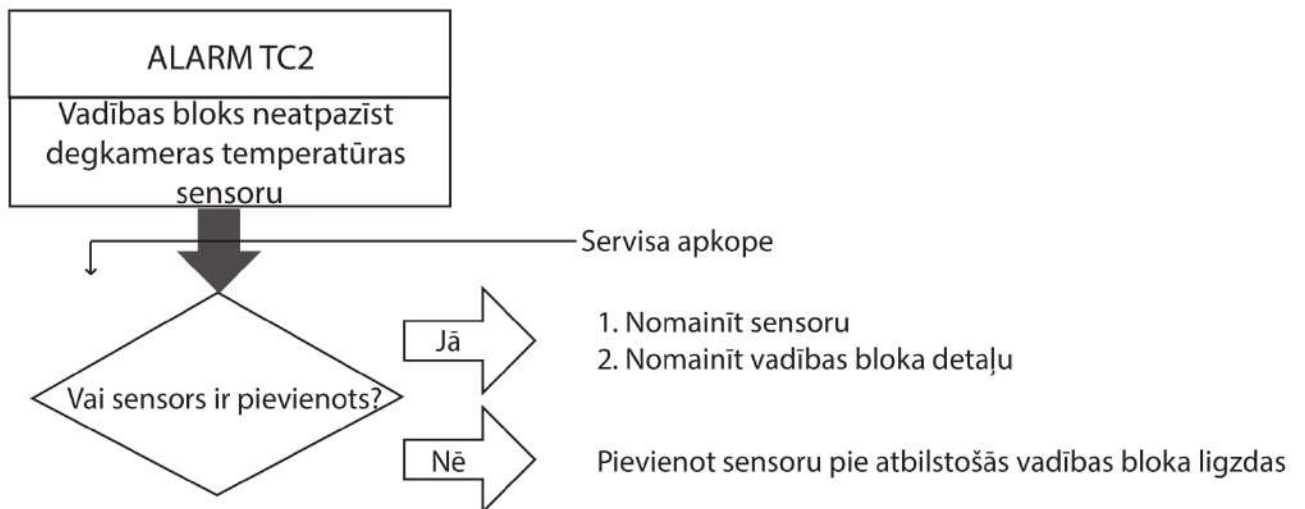 ALARM TC2
Vadības bloks neatpazīst
degkameras temperatūras
sensoru
Servisa apkope
Vai sensors ir pievienots?
Jā
1. Nomainīt sensoru
2. Nomainīt vadības bloka detaļu
Nē
Pievienot sensoru pie atbilstošās vadības bloka ligzdas